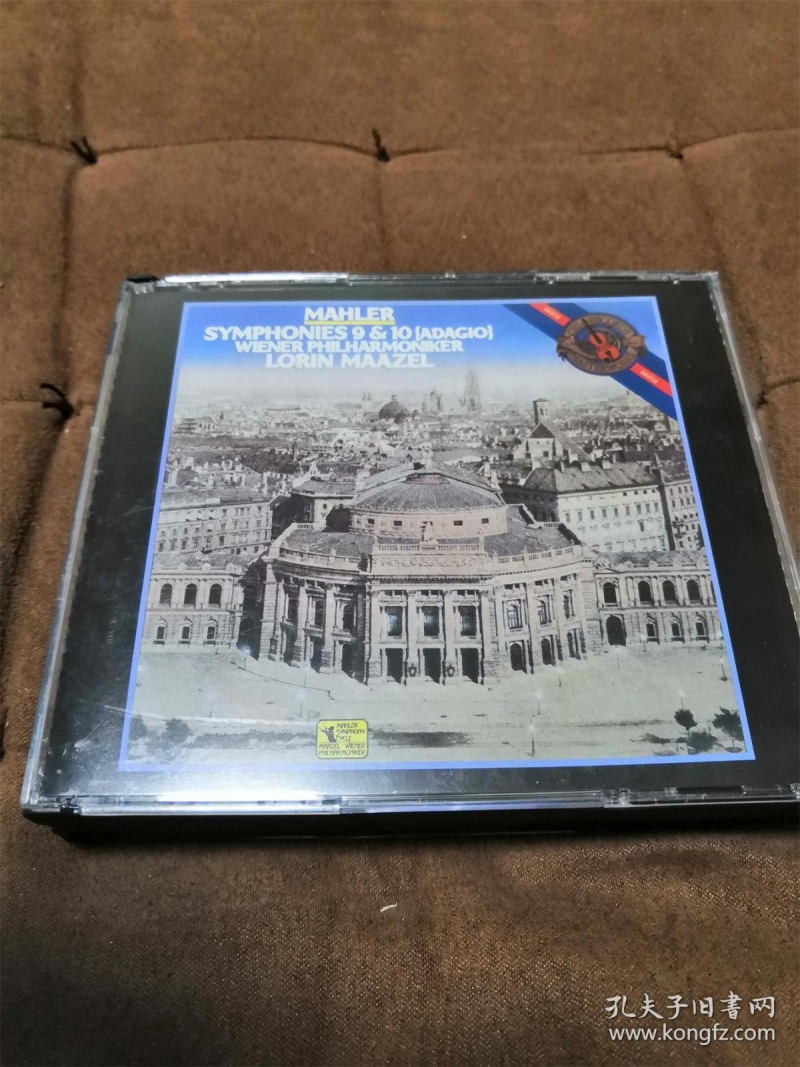 MAHLER
SYMPHONIES 9 & 10 (ADAGIO)
WIENER PHILHARMONIKER
LORIN MAAZEL
MAHLER
SYMPHONY
CYCLE
MAAZEL · WIENER
PHILHARMONIKER
孔夫子旧書网
www.kongfz.com